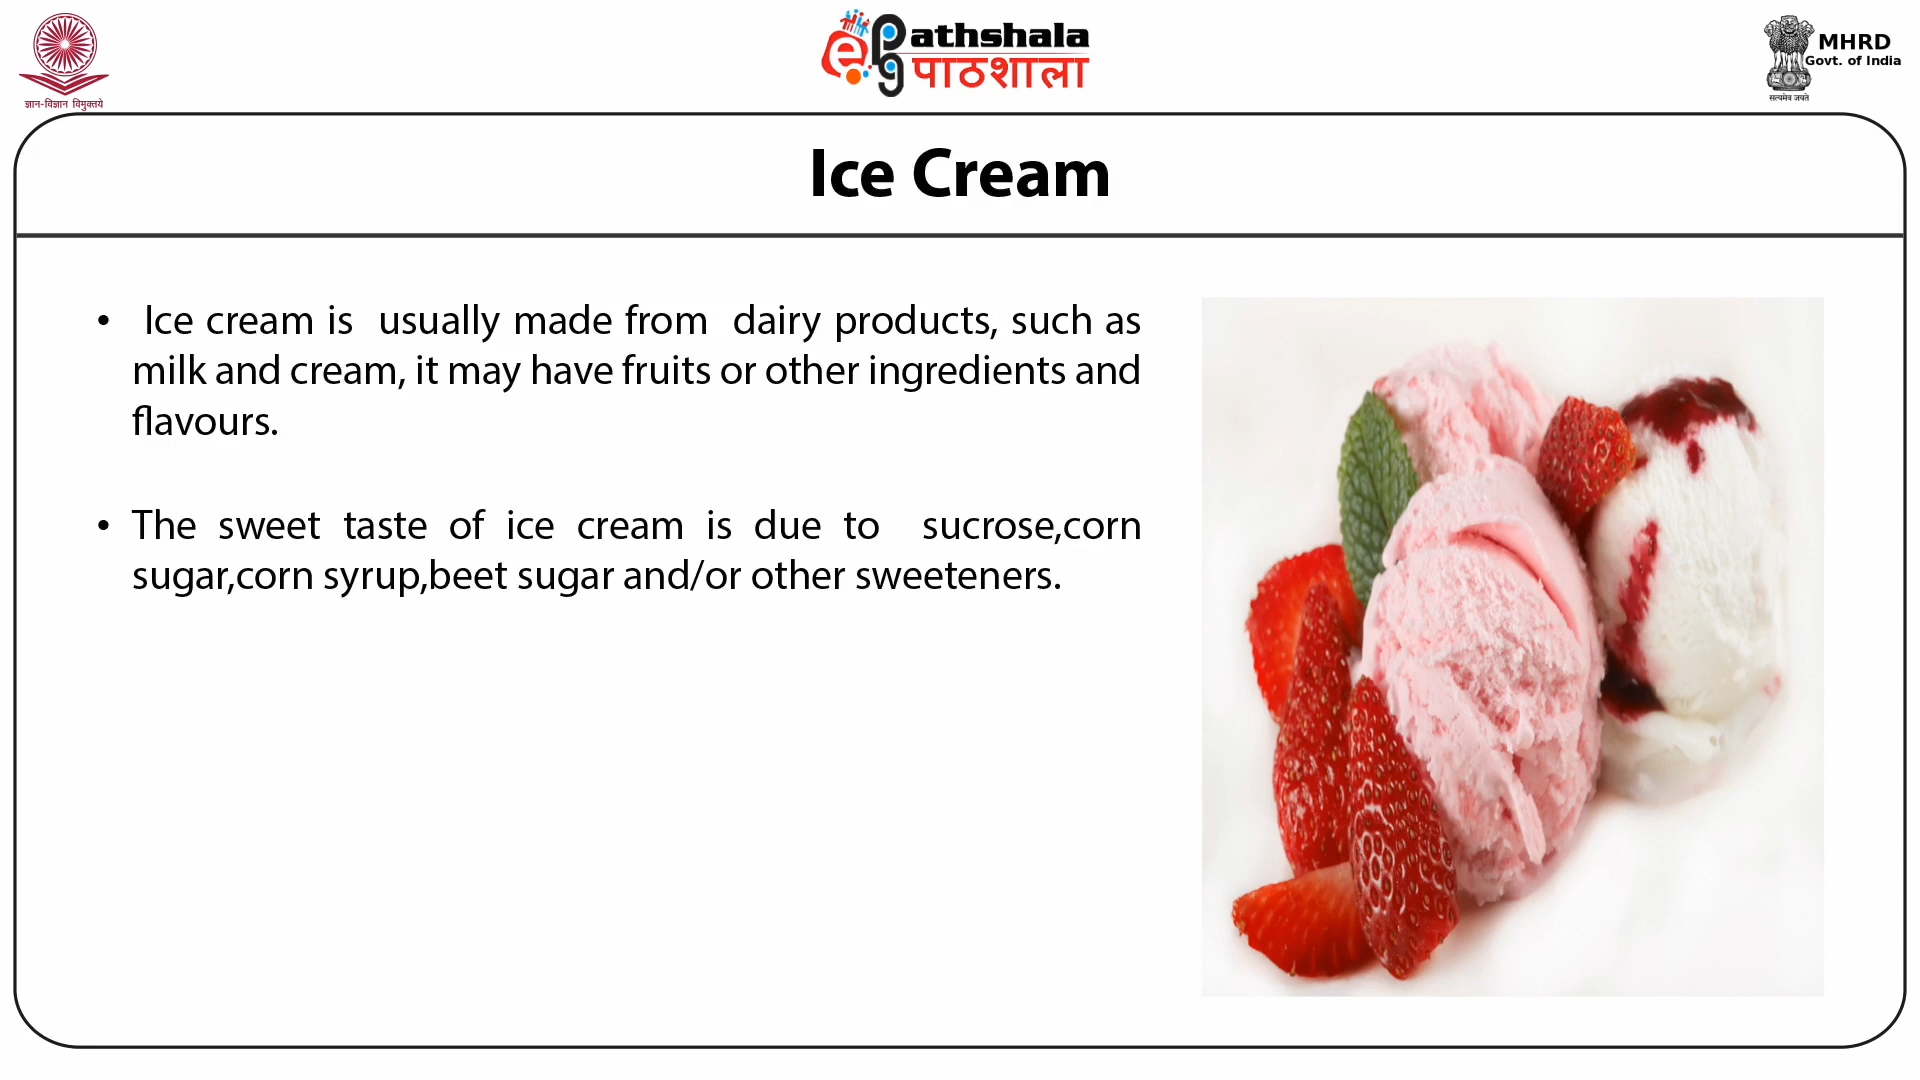 ज्ञान-विज्ञान विमुक्तये
ePathshala
पाठशाला
MHRD
Govt. of India
सत्यमेव जयते
Ice Cream
• Ice cream is usually made from dairy products, such as
milk and cream, it may have fruits or other ingredients and
flavours.
• The sweet taste of ice cream is due to sucrose,corn
sugar,corn syrup,beet sugar and/or other sweeteners.